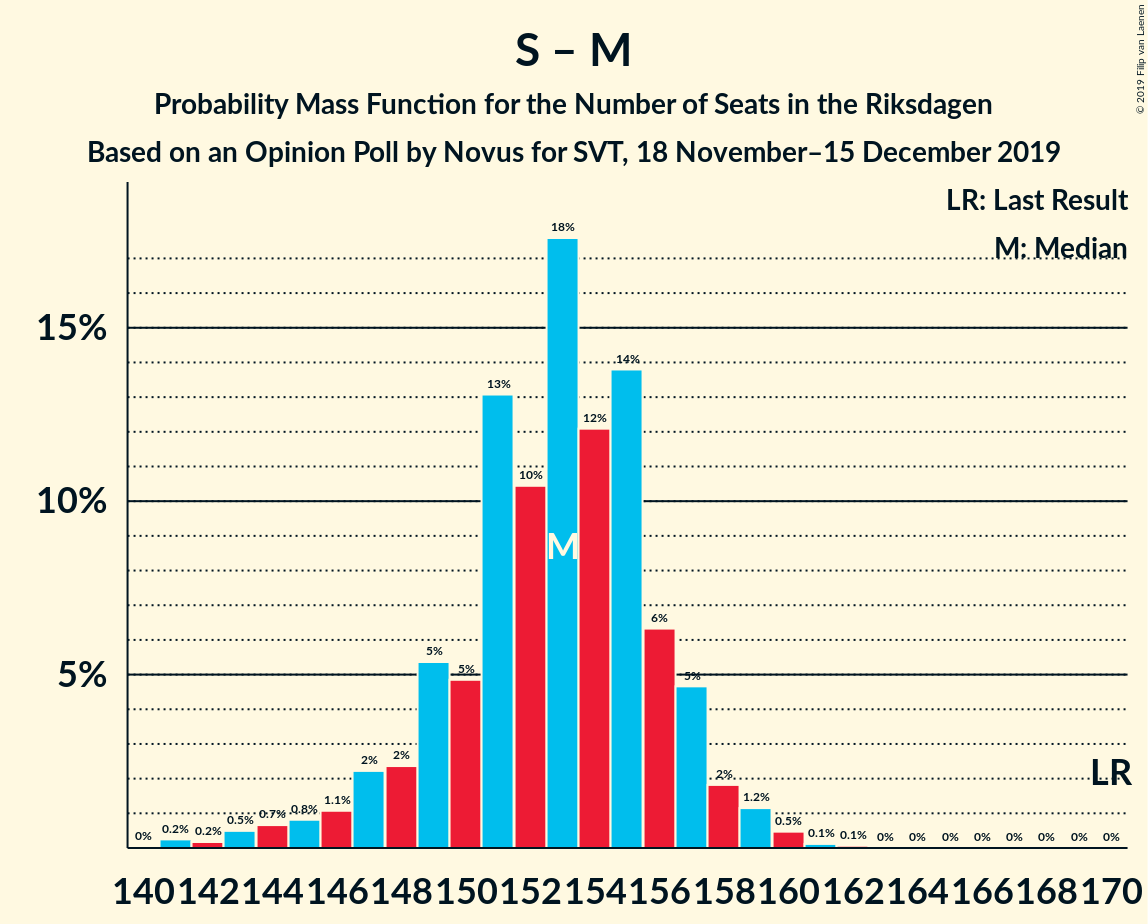 S – M
Probability Mass Function for the Number of Seats in the Riksdagen
Based on an Opinion Poll by Novus for SVT, 18 November–15 December 2019
© 2019 Filip van Laenen
LR: Last Result
M: Median
15%
10%
5%
0% 0.2% 0.2% 0.5% 0.7% 0.8% 1.1% 2% 2% 5% 5% 13% 10% 18% 12% 14% 6% 5% 2% 1.2% 0.5% 0.1% 0.1% 0% 0% 0% 0% 0% 0% 0% 0%
M
LR
140 142 144 146 148 150 152 154 156 158 160 162 164 166 168 170